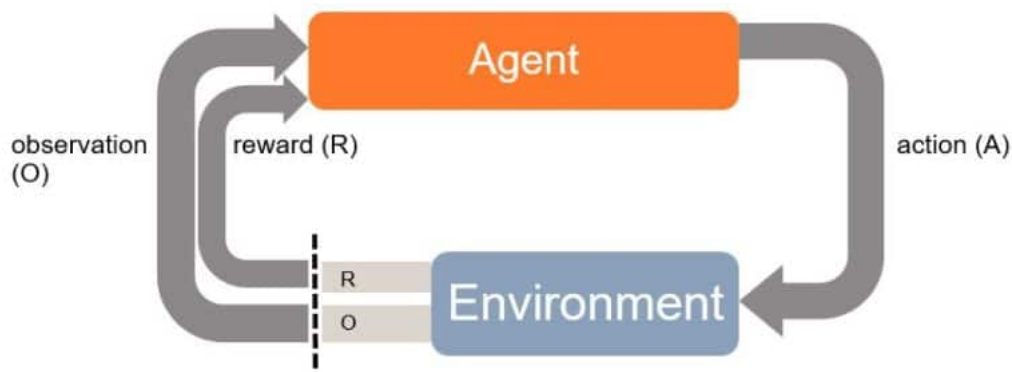 Agent
observation
(O)
reward (R)
action (A)
R
O
Environment